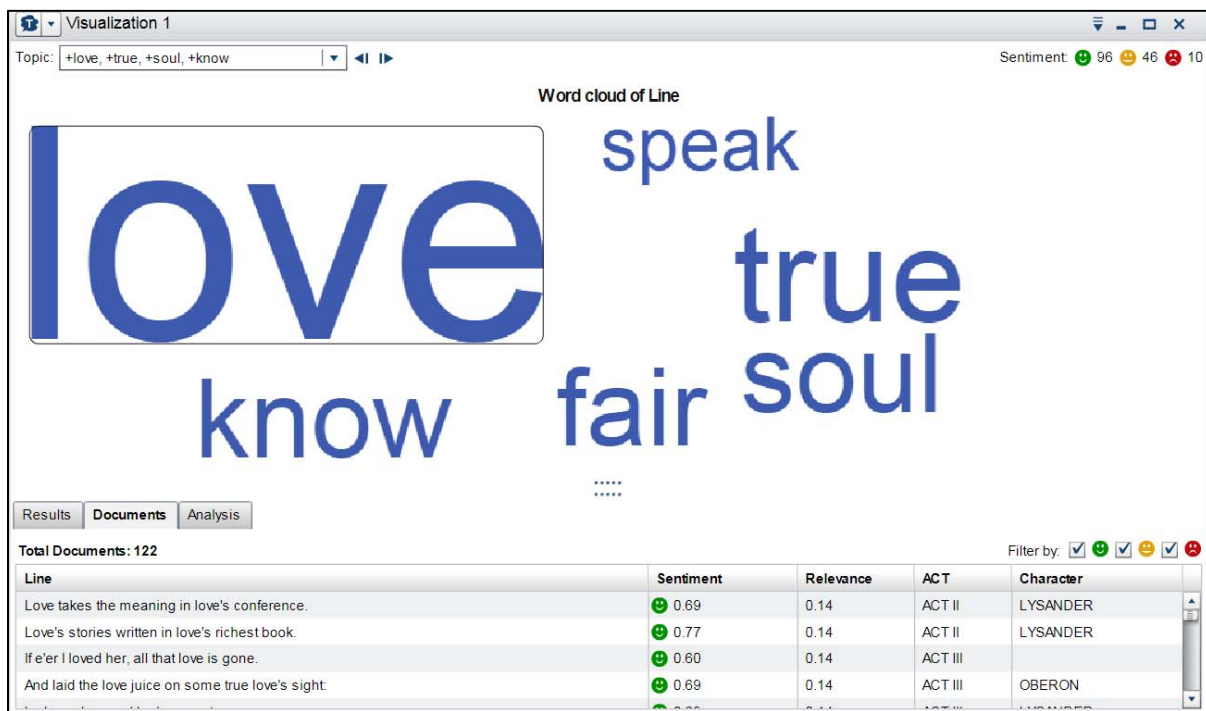 Visualization 1
Topic: +love, +true, +soul, +know
Sentiment: 96 46 10
Word cloud of Line
love
speak
true
soul
know
fair
Results Documents Analysis
Total Documents: 122
Filter by:
Line Sentiment Relevance ACT Character
Love takes the meaning in love's conference. 0.69 0.14 ACT II LYSANDER
Love's stories written in love's richest book. 0.77 0.14 ACT II LYSANDER
If e'er I loved her, all that love is gone. 0.60 0.14 ACT III
And laid the love juice on some true love's sight: 0.69 0.14 ACT III OBERON